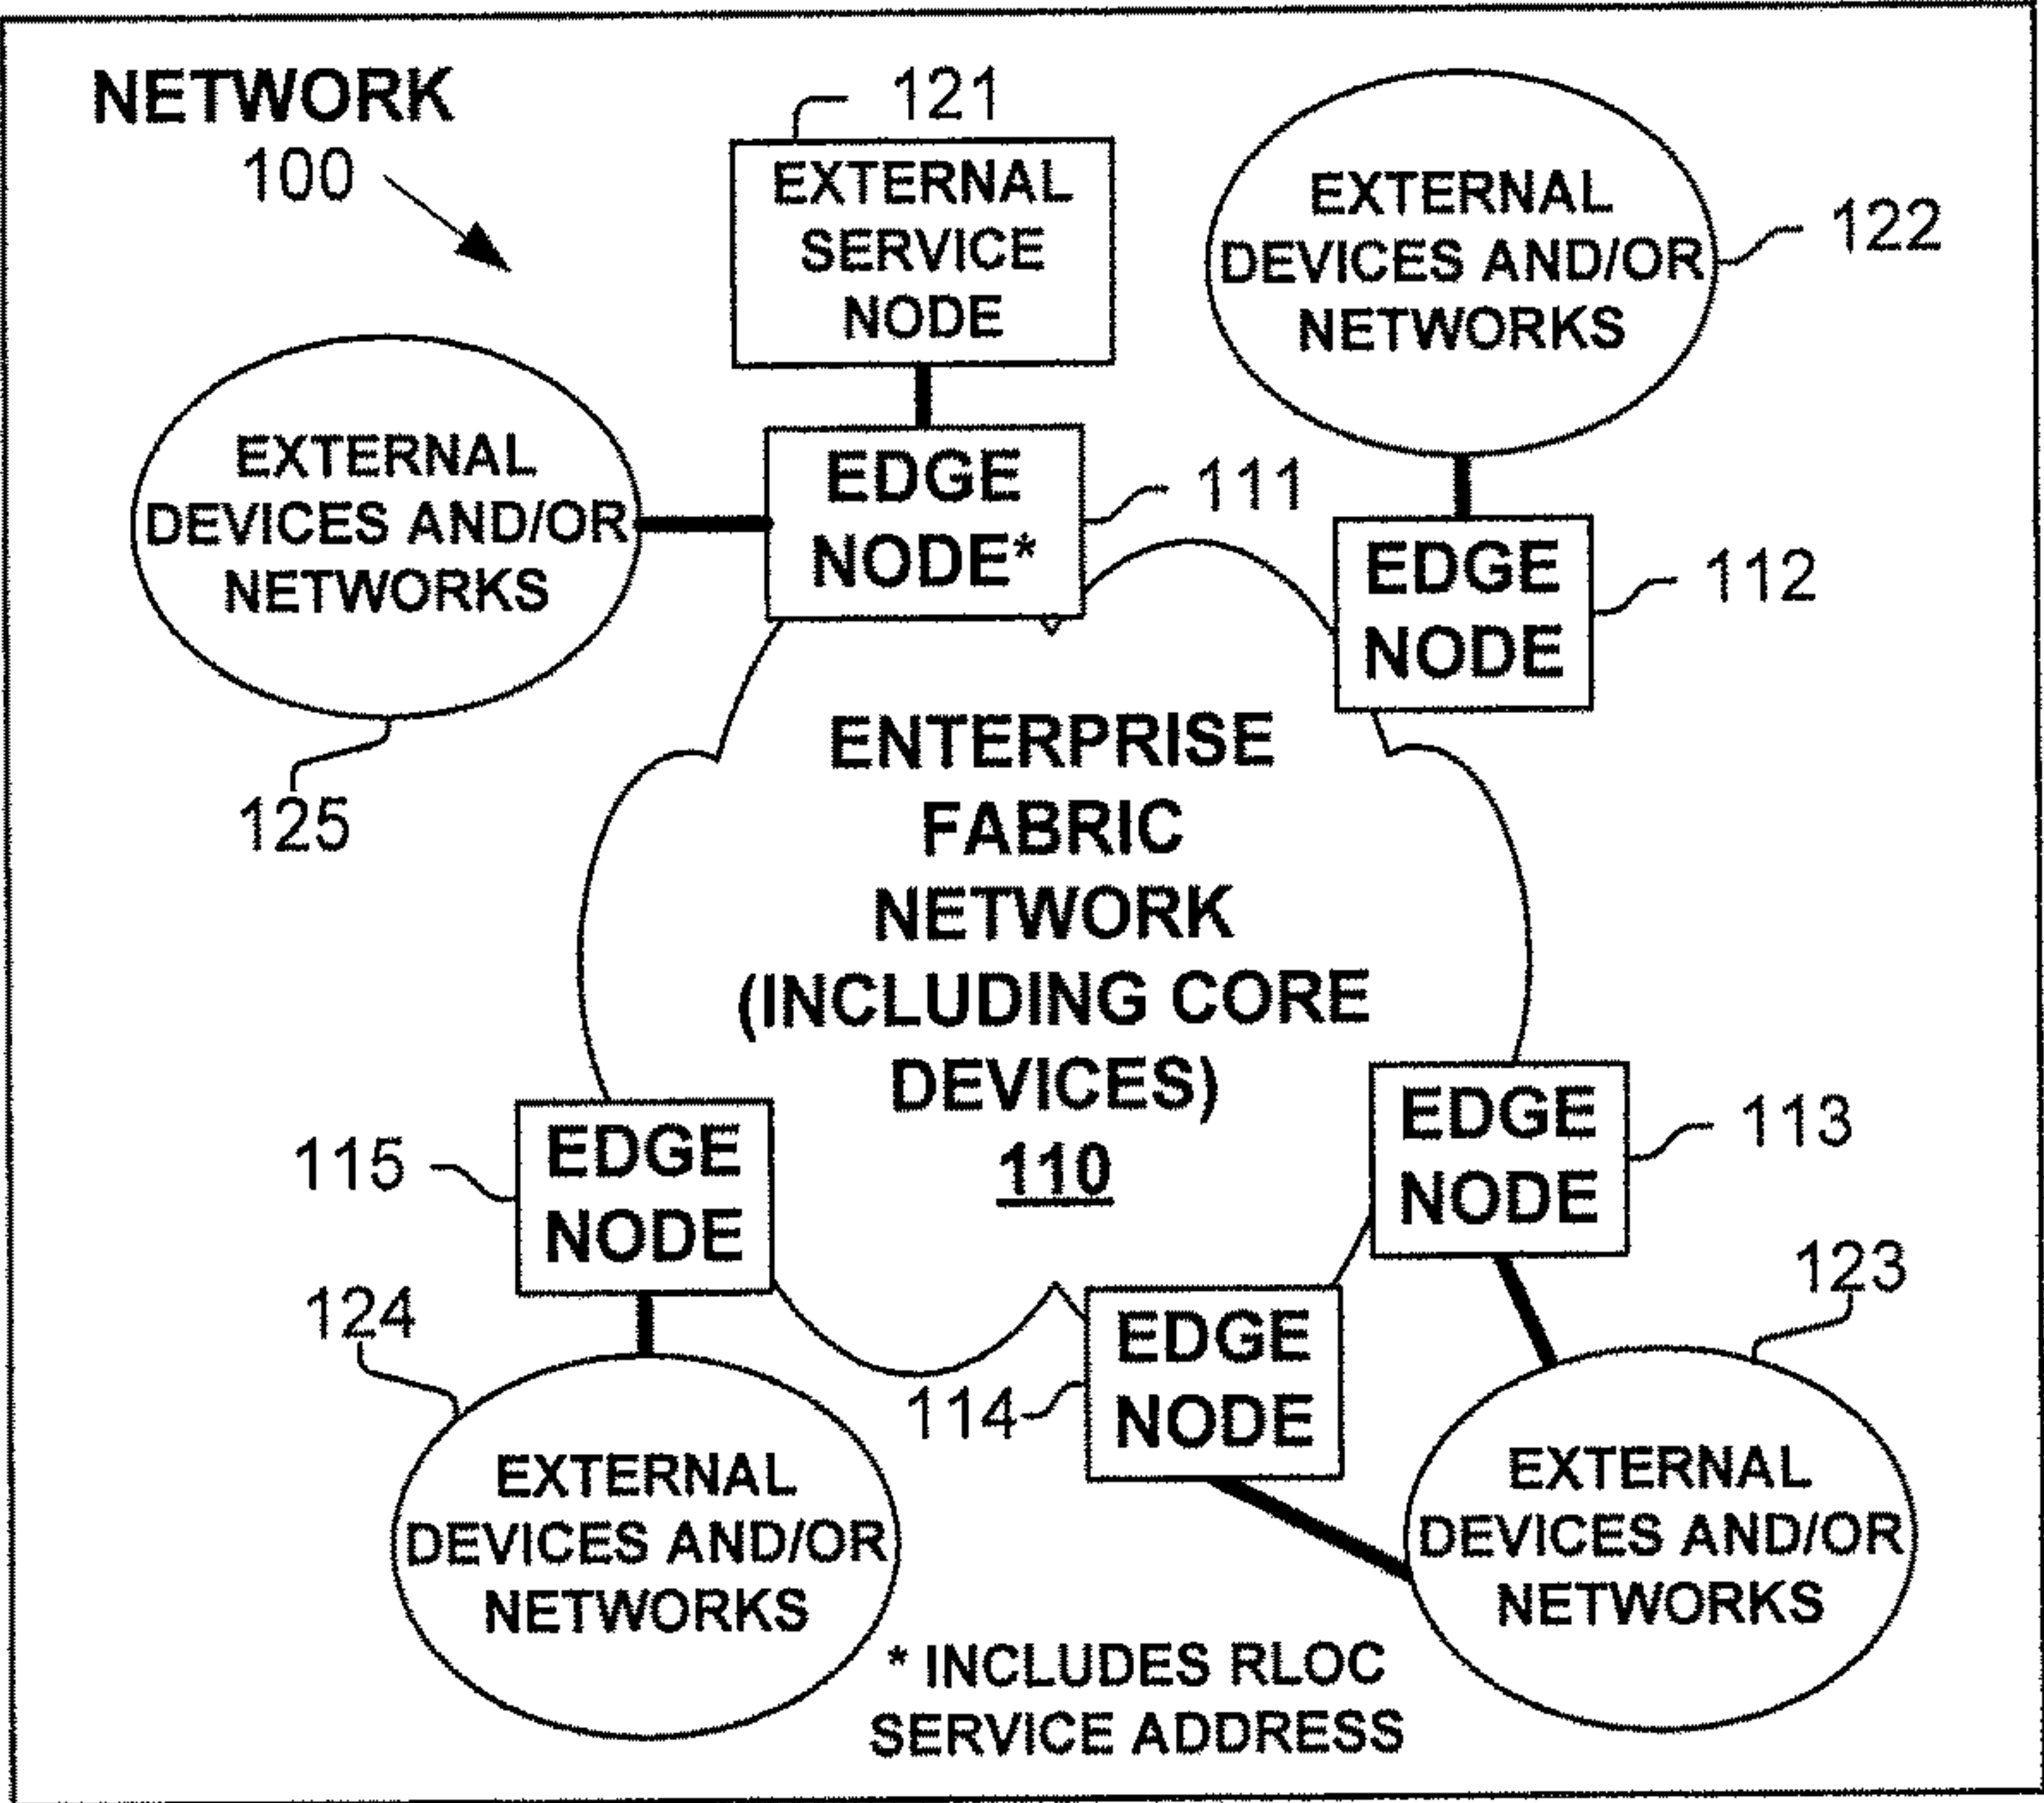 NETWORK
100
121
EXTERNAL
SERVICE
NODE
EXTERNAL
DEVICES AND/OR
NETWORKS
122
EXTERNAL
DEVICES AND/OR
NETWORKS
125
EDGE
NODE*
111
EDGE
NODE
112
ENTERPRISE
FABRIC
NETWORK
(INCLUDING CORE
DEVICES)
110
115
EDGE
NODE
EDGE
NODE
113
124
EXTERNAL
DEVICES AND/OR
NETWORKS
114
EDGE
NODE
123
EXTERNAL
DEVICES AND/OR
NETWORKS
* INCLUDES RLOC
SERVICE ADDRESS